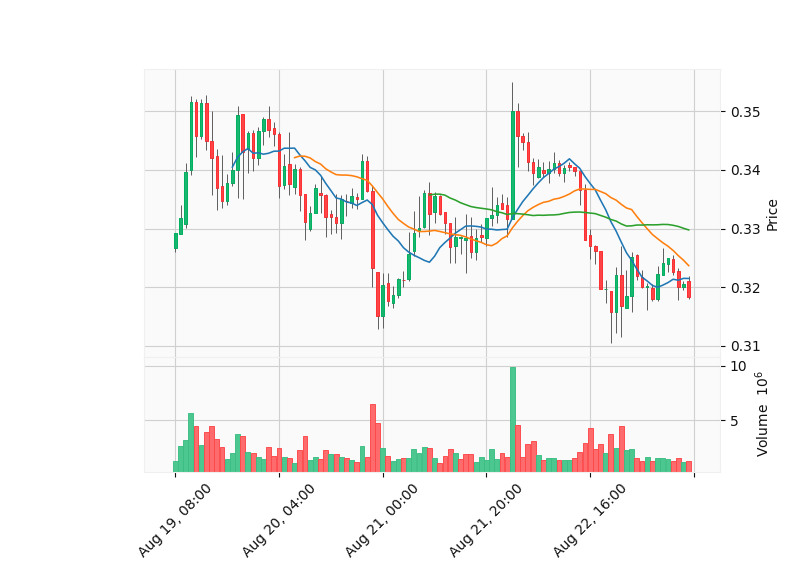 0.35
0.34
0.33
0.32
0.31
Price
10
5
Volume 10^6
Aug 19, 08:00
Aug 20, 04:00
Aug 21, 00:00
Aug 21, 20:00
Aug 22, 16:00